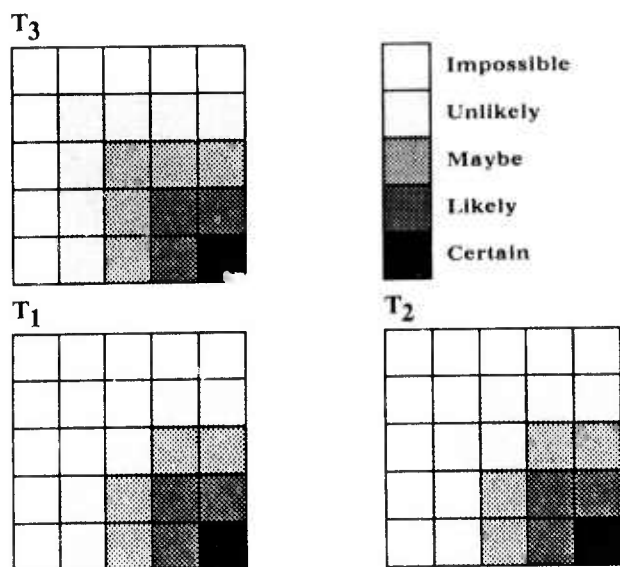 T3
Impossible
Unlikely
Maybe
Likely
Certain
T1
T2